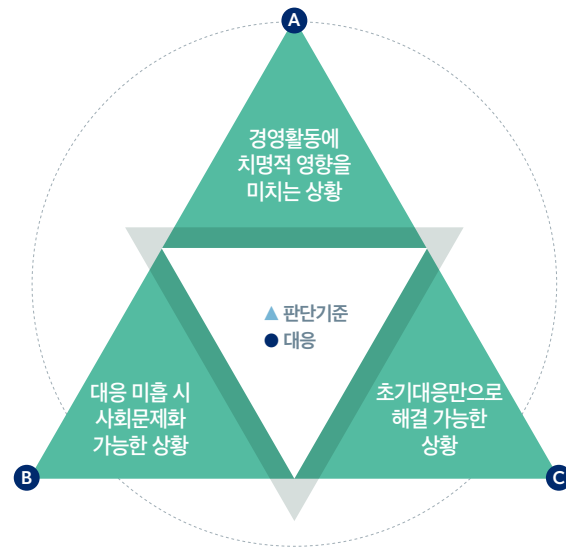 A
경영활동에
치명적 영향을
미치는 상황
▲ 판단기준
● 대응
대응 미흡 시
사회문제화
가능한 상황
초기대응만으로
해결 가능한
상황
B
C